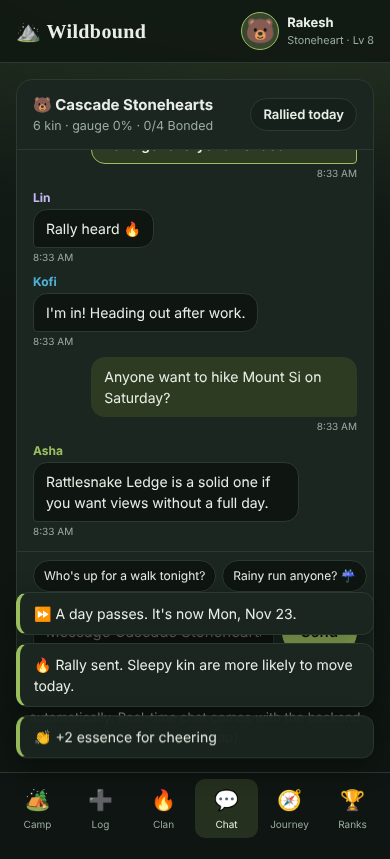 Wildbound
Rakesh
Stoneheart · Lv 8
🐻 Cascade Stonehearts
6 kin · gauge 0% · 0/4 Bonded
Rallied today
8:33 AM
Lin
Rally heard 🔥
8:33 AM
Kofi
I'm in! Heading out after work.
8:33 AM
Anyone want to hike Mount Si on
Saturday?
8:33 AM
Asha
Rattlesnake Ledge is a solid one if
you want views without a full day.
8:33 AM
Who's up for a walk tonight?
Rainy run anyone? ☔
⏩ A day passes. It's now Mon, Nov 23.
🔥 Rally sent. Sleepy kin are more likely to move
today.
👏 +2 essence for cheering
Camp
Log
Clan
Chat
Journey
Ranks